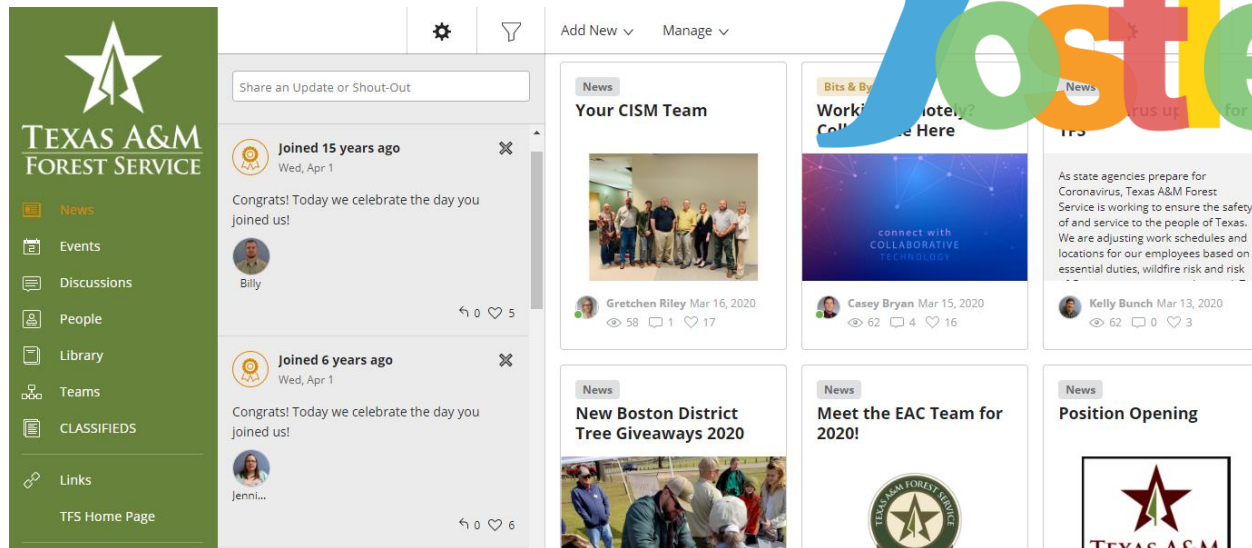 TEXAS A&M
FOREST SERVICE
News
Events
Discussions
People
Library
Teams
CLASSIFIEDS
Links
TFS Home Page
Share an Update or Shout-Out
Joined 15 years ago
Wed, Apr 1
Congrats! Today we celebrate the day you
joined us!
Billy
0 5
Joined 6 years ago
Wed, Apr 1
Congrats! Today we celebrate the day you
joined us!
Jenni...
0 6
Add New Manage
Jostle
News
Your CISM Team
Gretchen Riley Mar 16, 2020
58 1 17
Bits & By
Here
connect with
COLLABORATIVE
TECHNOLOGY
Casey Bryan Mar 15, 2020
62 4 16
News
for
TFS
As state agencies prepare for
Coronavirus, Texas A&M Forest
Service is working to ensure the safety
of and service to the people of Texas.
We are adjusting work schedules and
locations for our employees based on
essential duties, wildfire risk and risk
Kelly Bunch Mar 13, 2020
62 0 3
News
New Boston District
Tree Giveaways 2020
News
Meet the EAC Team for
2020!
TEXAS A&M FOREST SERVICE
News
Position Opening
TEXAS A&M